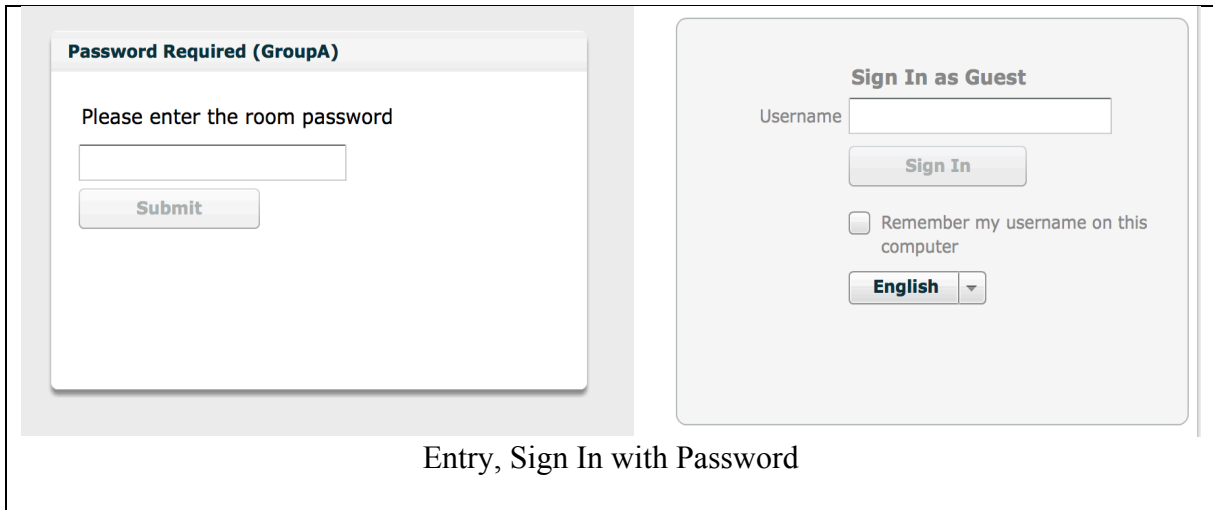 Password Required (GroupA)
Please enter the room password
Submit
Sign In as Guest
Username
Sign In
Remember my username on this
computer
English
Entry, Sign In with Password